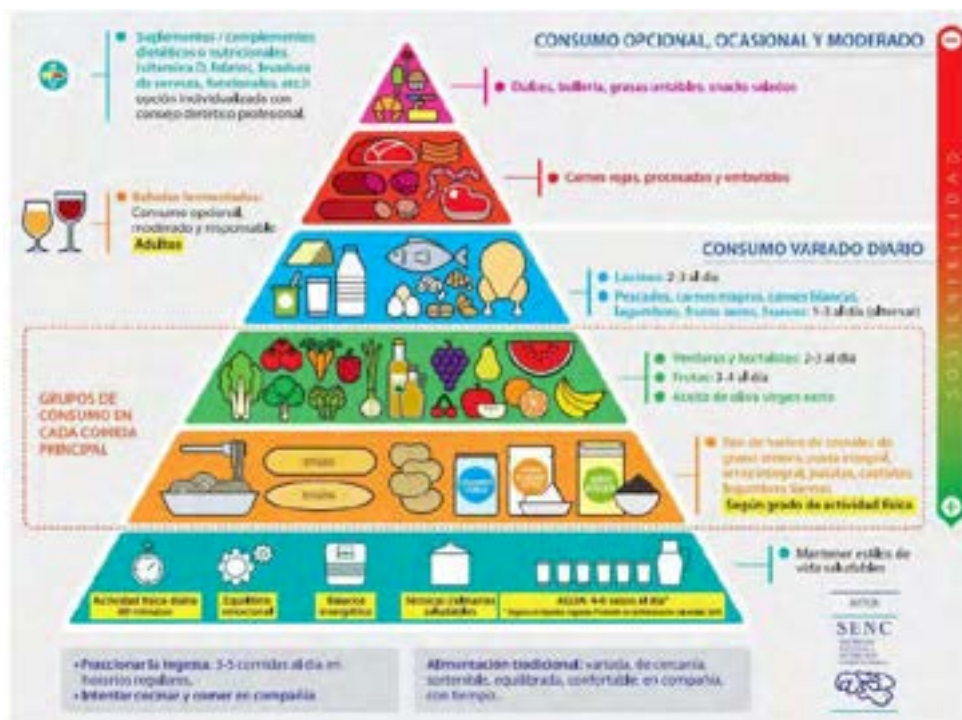 Suplementos / complementos
dietéticos o nutricionales
(vitamina D, folatos, levadura
de cerveza, funcionales, etc.):
opción individualizada con
consejo dietético profesional.
Bebidas fermentadas:
Consumo opcional,
moderado y responsable
Adultos
CONSUMO OPCIONAL, OCASIONAL Y MODERADO
Dulces, bollería, grasas untables, snacks salados
Carnes rojas, procesadas y embutidos
CONSUMO VARIADO DIARIO
Lácteos: 2-3 al día
Pescados, carnes magras, carnes blancas,
legumbres, frutos secos, huevos: 1-3 al día (alternar)
GRUPOS DE
CONSUMO EN
CADA COMIDA
PRINCIPAL
Verduras y hortalizas: 2-3 al día
Frutas: 3-4 al día
Aceite de oliva virgen extra
Pan de harina de cereales de
grano entero, pasta integral,
arroz integral, patatas, castañas,
legumbres tiernas
Según grado de actividad física
SOSTENIBILIDAD
Mantener estilos de
vida saludables
Actividad física diaria
60 minutos
Equilibrio
emocional
Balance
energético
Técnicas culinarias
saludables
AGUA: 4-6 vasos al día*
SENC
• Fraccionar la ingesta: 3-5 comidas al día en
horarios regulares.
• Intentar cocinar y comer en compañía
Alimentación tradicional: variada, de cercanía,
sostenible, equilibrada, confortable: en compañía,
con tiempo.